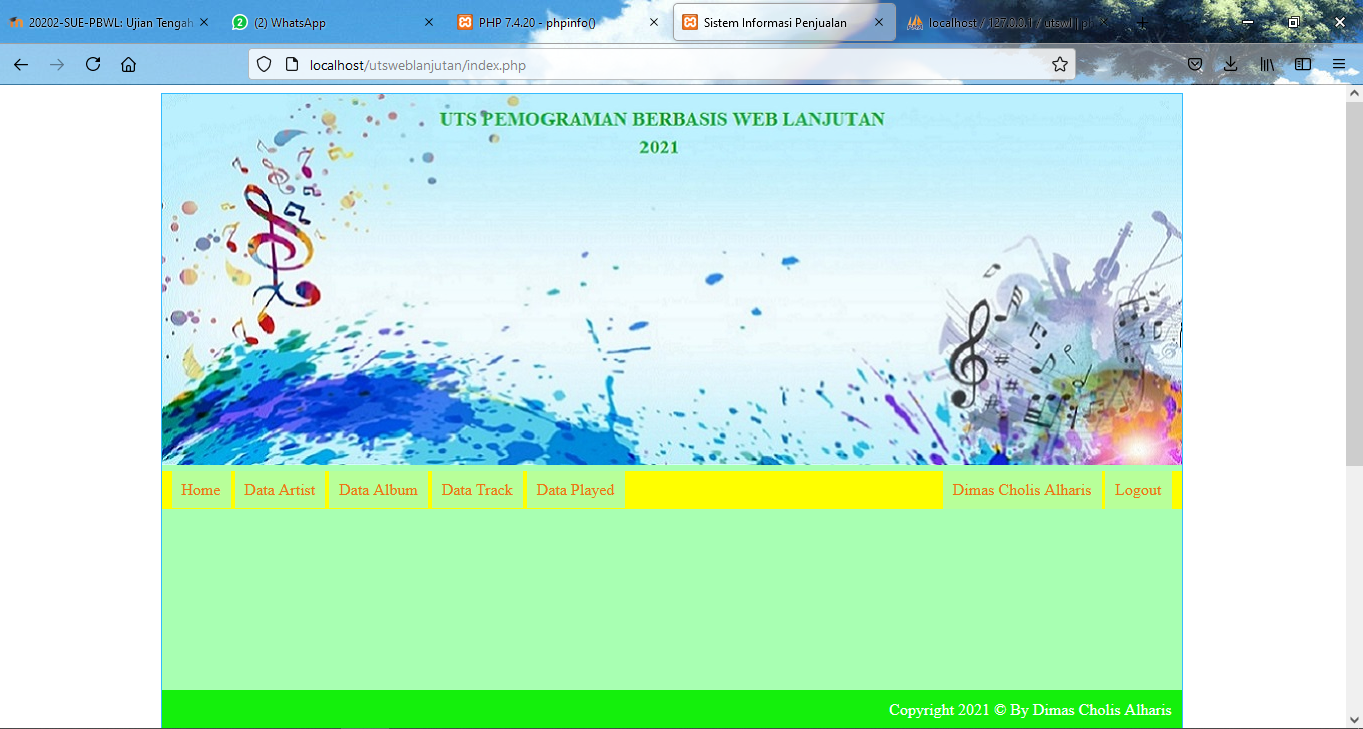 20202-SUE-PBWL: Ujian Tengah
(2) WhatsApp
PHP 7.4.20 - phpinfo()
Sistem Informasi Penjualan
localhost / 127.0.0.1 / utswl | p
localhost/utsweblanjutan/index.php
UTS PEMOGRAMAN BERBASIS WEB LANJUTAN
2021
Home Data Artist Data Album Data Track Data Played Dimas Cholis Alharis Logout
Copyright 2021 © By Dimas Cholis Alharis